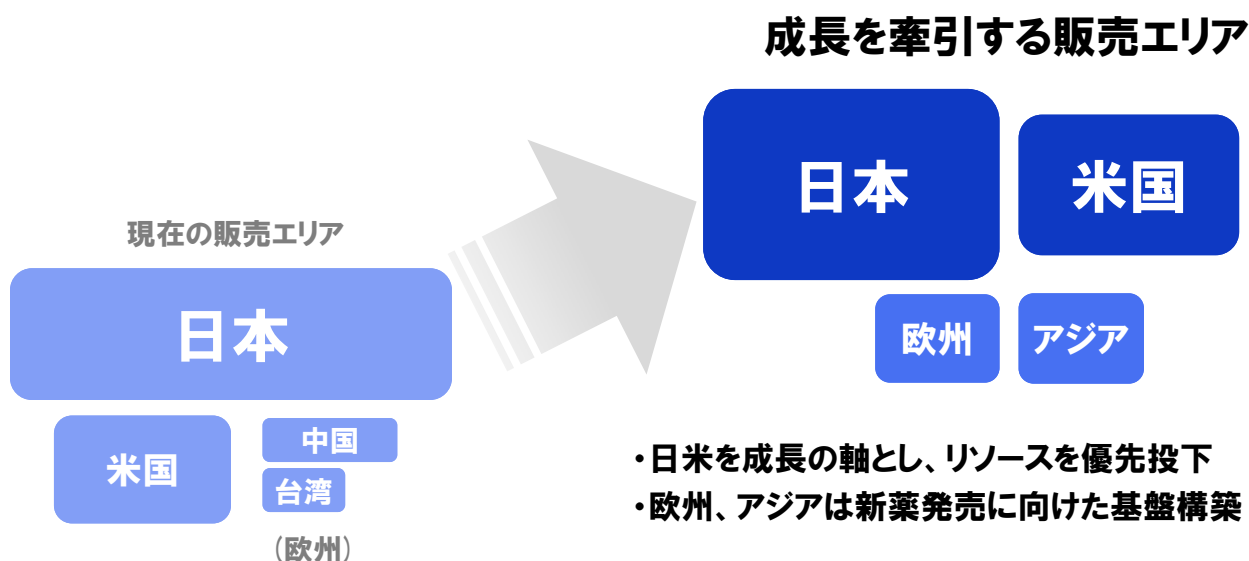 現在の販売エリア
日本
米国
中国
台湾
(欧州)
成長を牽引する販売エリア
日本
米国
欧州
アジア
・日米を成長の軸とし、リソースを優先投下
・欧州、アジアは新薬発売に向けた基盤構築